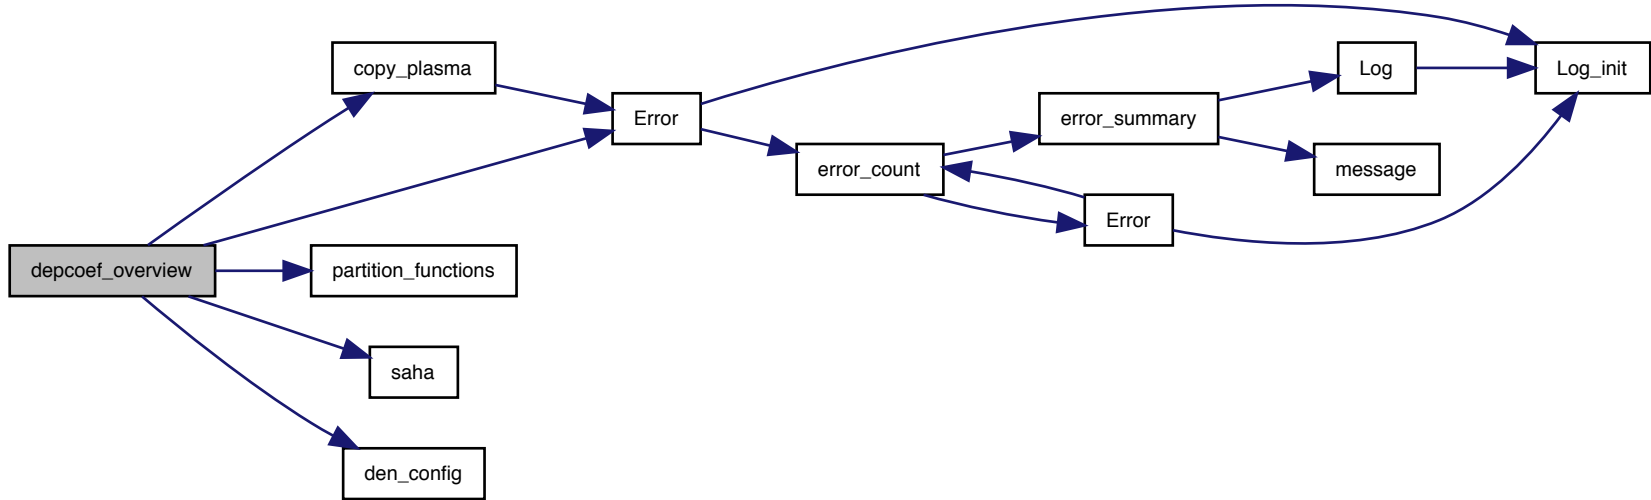 copy_plasma
Log
Log_init
Error
error_summary
error_count
message
Error
depcoef_overview
partition_functions
saha
den_config